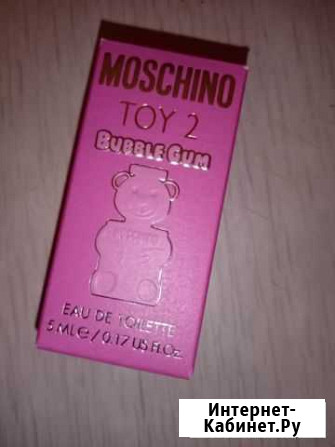 MOSCHINO
TOY 2
BUBBLE GUM
EAU DE TOILETTE
5 ML ℮ / 0.17 US FL.OZ.
Интернет-
Кабинет.Ру